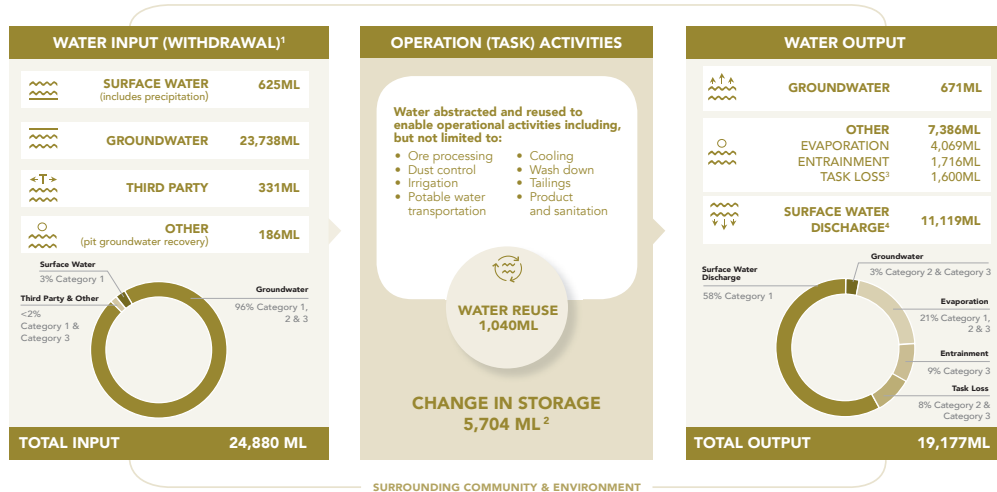 WATER INPUT (WITHDRAWAL)¹
SURFACE WATER 625ML
(includes precipitation)
GROUNDWATER 23,738ML
T
THIRD PARTY 331ML
OTHER 186ML
(pit groundwater recovery)
Surface Water
3% Category 1
Third Party & Other
<2%
Category 1 &
Category 3
Groundwater
96% Category 1,
2 & 3
TOTAL INPUT 24,880 ML
OPERATION (TASK) ACTIVITIES
Water abstracted and reused to
enable operational activities including,
but not limited to:
• Ore processing
• Dust control
• Irrigation
• Potable water
transportation
• Cooling
• Wash down
• Tailings
• Product
and sanitation
WATER REUSE
1,040ML
CHANGE IN STORAGE
5,704 ML ²
WATER OUTPUT
GROUNDWATER 671ML
OTHER 7,386ML
EVAPORATION 4,069ML
ENTRAINMENT 1,716ML
TASK LOSS³ 1,600ML
SURFACE WATER
DISCHARGE⁴ 11,119ML
Surface Water
Discharge
58% Category 1
Groundwater
3% Category 2 & Category 3
Evaporation
21% Category 1,
2 & 3
Entrainment
9% Category 3
Task Loss
8% Category 2 &
Category 3
TOTAL OUTPUT 19,177ML
SURROUNDING COMMUNITY & ENVIRONMENT